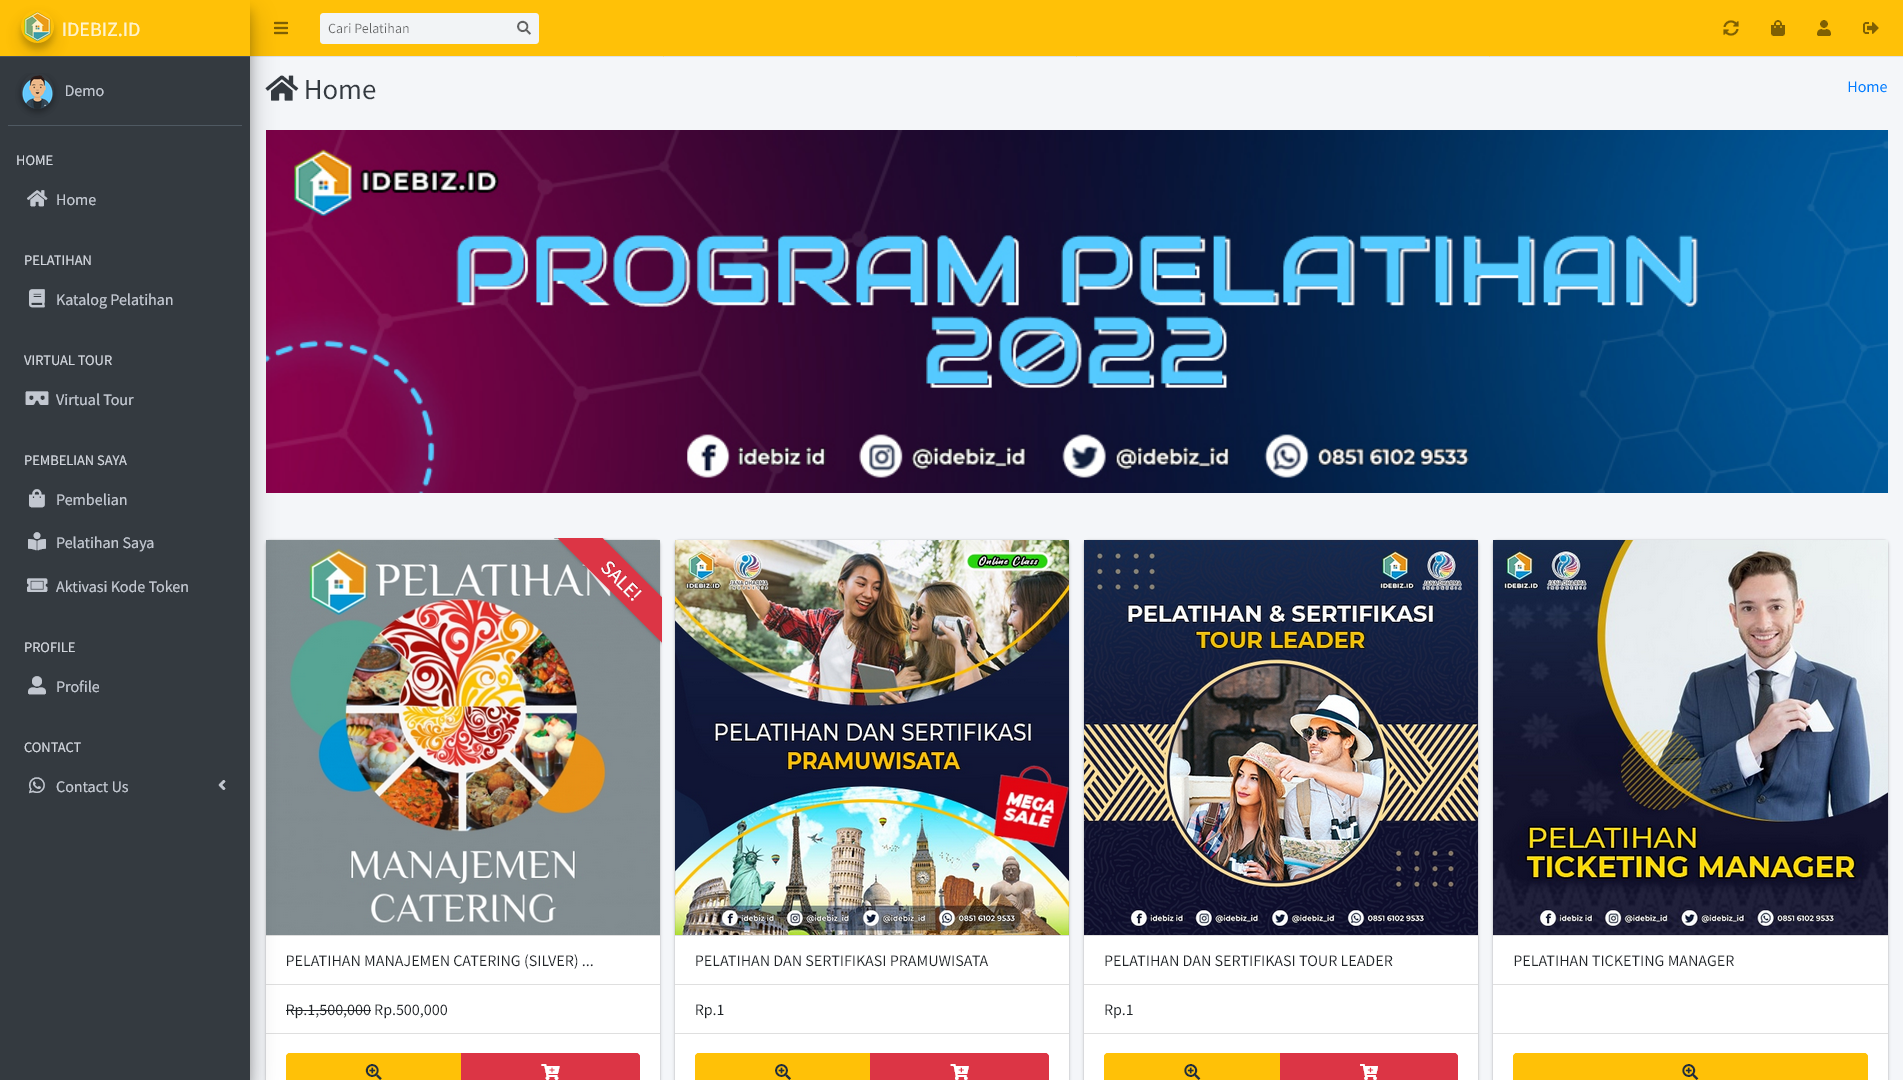 IDEBIZ.ID
Cari Pelatihan
Demo
HOME
Home
PELATIHAN
Katalog Pelatihan
VIRTUAL TOUR
Virtual Tour
PEMBELIAN SAYA
Pembelian
Pelatihan Saya
Aktivasi Kode Token
PROFILE
Profile
CONTACT
Contact Us
Home
Home
IDEBIZ.ID
PROGRAM PELATIHAN
2022
idebiz id @idebiz_id @idebiz_id 0851 6102 9533
PELATIHAN
SALE!
MANAJEMEN
CATERING
PELATIHAN MANAJEMEN CATERING (SILVER) ...
Rp.1,500,000 Rp.500,000
IDEBIZ.ID
Online Class
PELATIHAN DAN SERTIFIKASI
PRAMUWISATA
MEGA
SALE
idebiz id @idebiz_id @idebiz_id 0851 6102 9533
PELATIHAN DAN SERTIFIKASI PRAMUWISATA
Rp.1
IDEBIZ.ID
PELATIHAN & SERTIFIKASI
TOUR LEADER
idebiz id @idebiz_id @idebiz_id 0851 6102 9533
PELATIHAN DAN SERTIFIKASI TOUR LEADER
Rp.1
IDEBIZ.ID
PELATIHAN
TICKETING MANAGER
idebiz id @idebiz_id @idebiz_id 0851 6102 9533
PELATIHAN TICKETING MANAGER